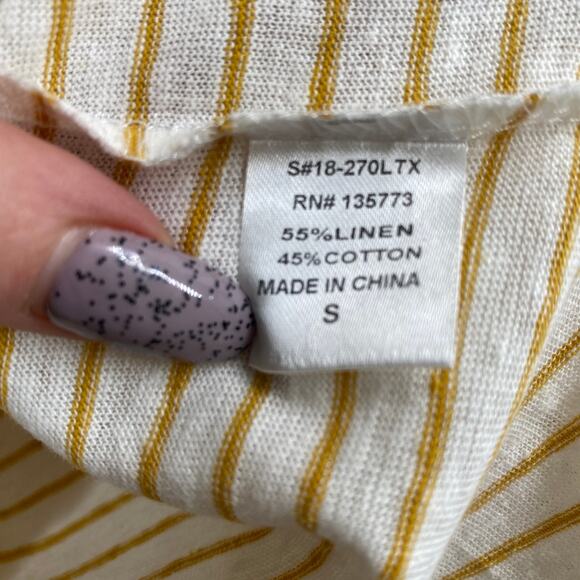 S#18-270LTX
RN# 135773
55%LINEN
45%COTTON
MADE IN CHINA
S